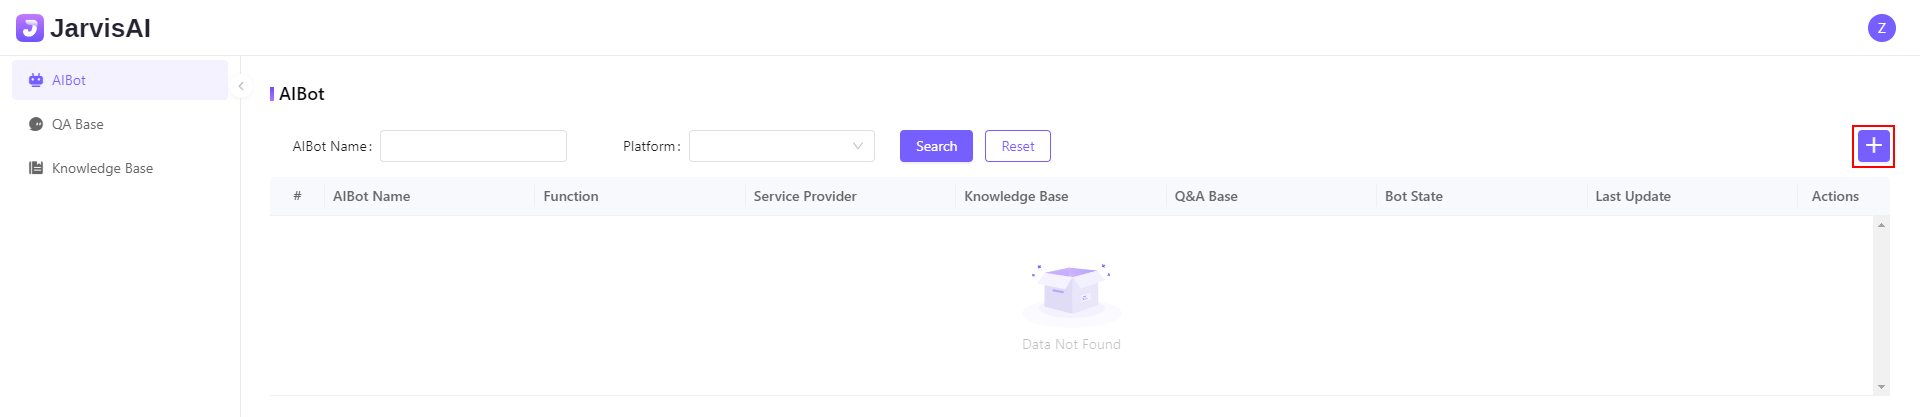 JarvisAI
Z
AIBot
QA Base
Knowledge Base
AIBot
AIBot Name: Platform: Search Reset
# AIBot Name Function Service Provider Knowledge Base Q&A Base Bot State Last Update Actions
Data Not Found